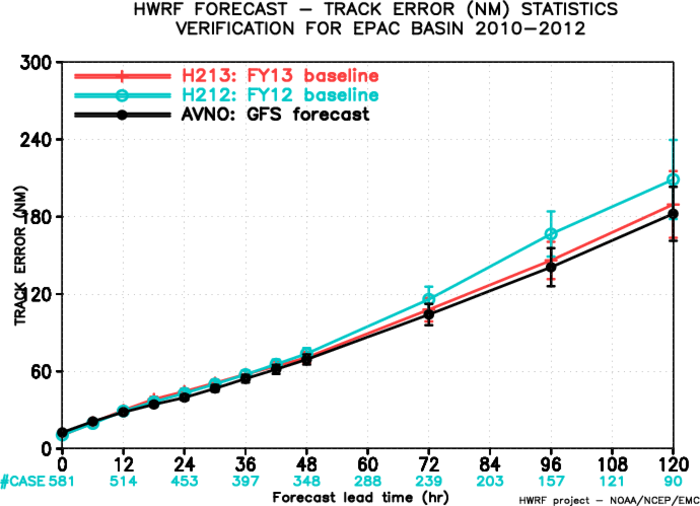 HWRF FORECAST – TRACK ERROR (NM) STATISTICS
VERIFICATION FOR EPAC BASIN 2010–2012
H213: FY13 baseline
H212: FY12 baseline
AVNO: GFS forecast
TRACK ERROR (NM)
300
240
180
120
60
0
0 12 24 36 48 60 72 84 96 108 120
#CASE 581 514 453 397 348 288 239 203 157 121 90
Forecast lead time (hr)
HWRF project – NOAA/NCEP/EMC